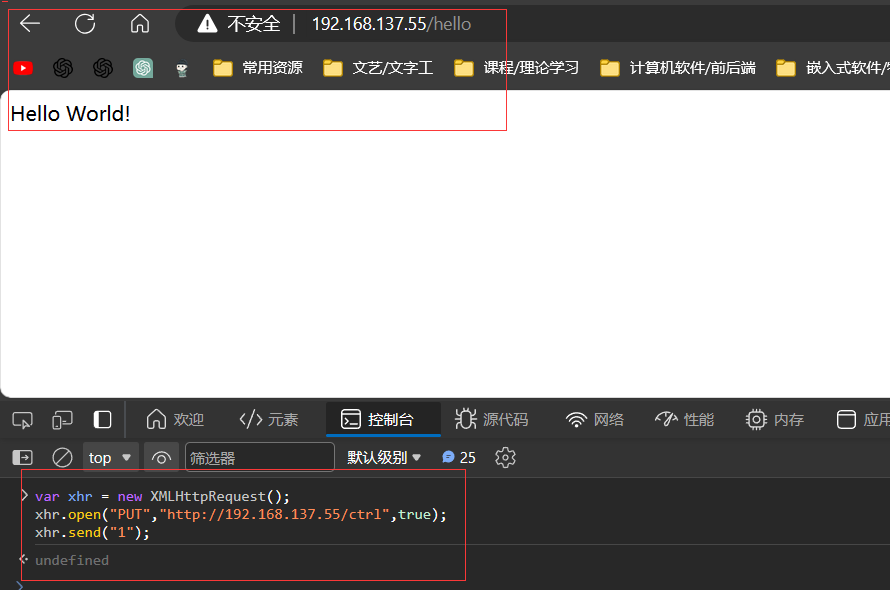 不安全 192.168.137.55/hello
常用资源 文艺/文字工 课程/理论学习 计算机软件/前后端 嵌入式软件/
Hello World!
欢迎 </> 元素 控制台 源代码 网络 性能 内存 应用
top 筛选器 默认级别 25
> var xhr = new XMLHttpRequest();
xhr.open("PUT","http://192.168.137.55/ctrl",true);
xhr.send("1");
undefined
>